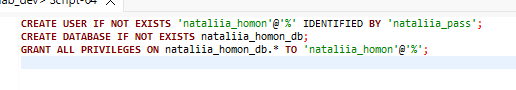 ab_dev> Script-64
CREATE USER IF NOT EXISTS 'nataliia_homon'@'%' IDENTIFIED BY 'nataliia_pass';
CREATE DATABASE IF NOT EXISTS nataliia_homon_db;
GRANT ALL PRIVILEGES ON nataliia_homon_db.* TO 'nataliia_homon'@'%';